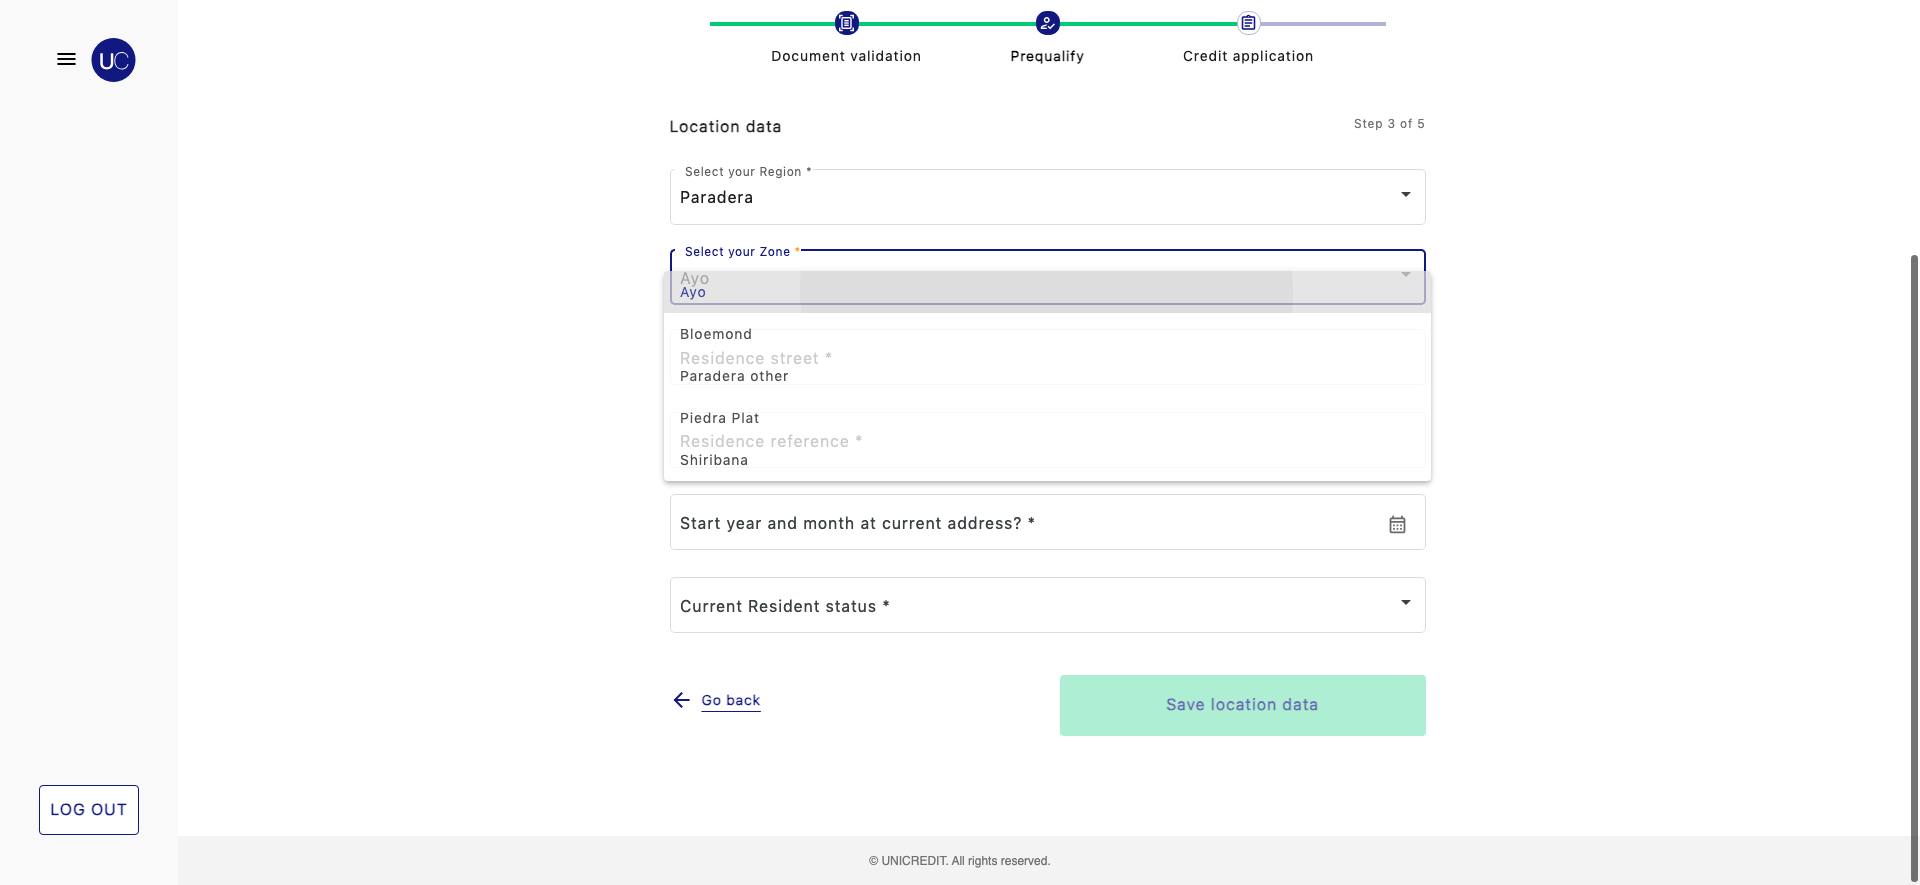 UC
Document validation
Prequalify
Credit application
Location data
Step 3 of 5
Select your Region *
Paradera
Select your Zone *
Ayo
Ayo
Bloemond
Residence street *
Paradera other
Piedra Plat
Residence reference *
Shiribana
Start year and month at current address? *
Current Resident status *
Go back
Save location data
LOG OUT
© UNICREDIT. All rights reserved.